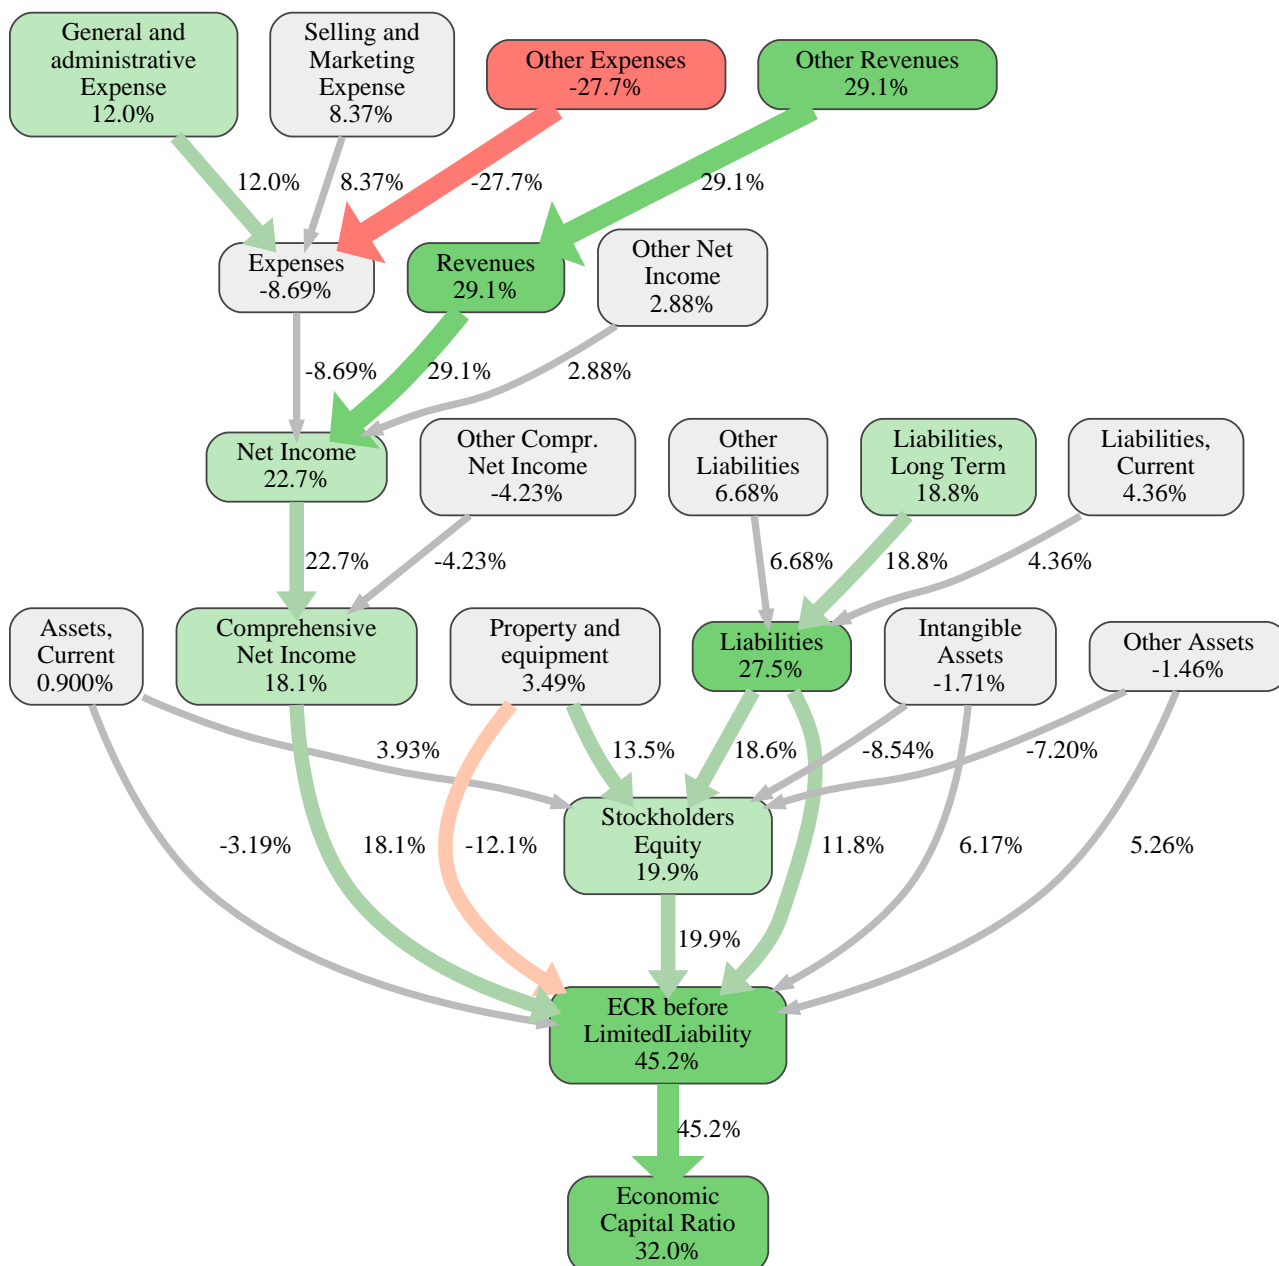 General and
administrative
Expense
12.0%
Selling and
Marketing
Expense
8.37%
Other Expenses
-27.7%
Other Revenues
29.1%
12.0%
8.37%
-27.7%
29.1%
Expenses
-8.69%
Revenues
29.1%
Other Net
Income
2.88%
-8.69%
29.1%
2.88%
Net Income
22.7%
Other Compr.
Net Income
-4.23%
Other
Liabilities
6.68%
Liabilities,
Long Term
18.8%
Liabilities,
Current
4.36%
22.7%
-4.23%
6.68%
18.8%
4.36%
Assets,
Current
0.900%
Comprehensive
Net Income
18.1%
Property and
equipment
3.49%
Liabilities
27.5%
Intangible
Assets
-1.71%
Other Assets
-1.46%
3.93%
13.5%
18.6%
-8.54%
-7.20%
Stockholders
Equity
19.9%
-3.19%
18.1%
-12.1%
11.8%
6.17%
5.26%
19.9%
ECR before
LimitedLiability
45.2%
45.2%
Economic
Capital Ratio
32.0%